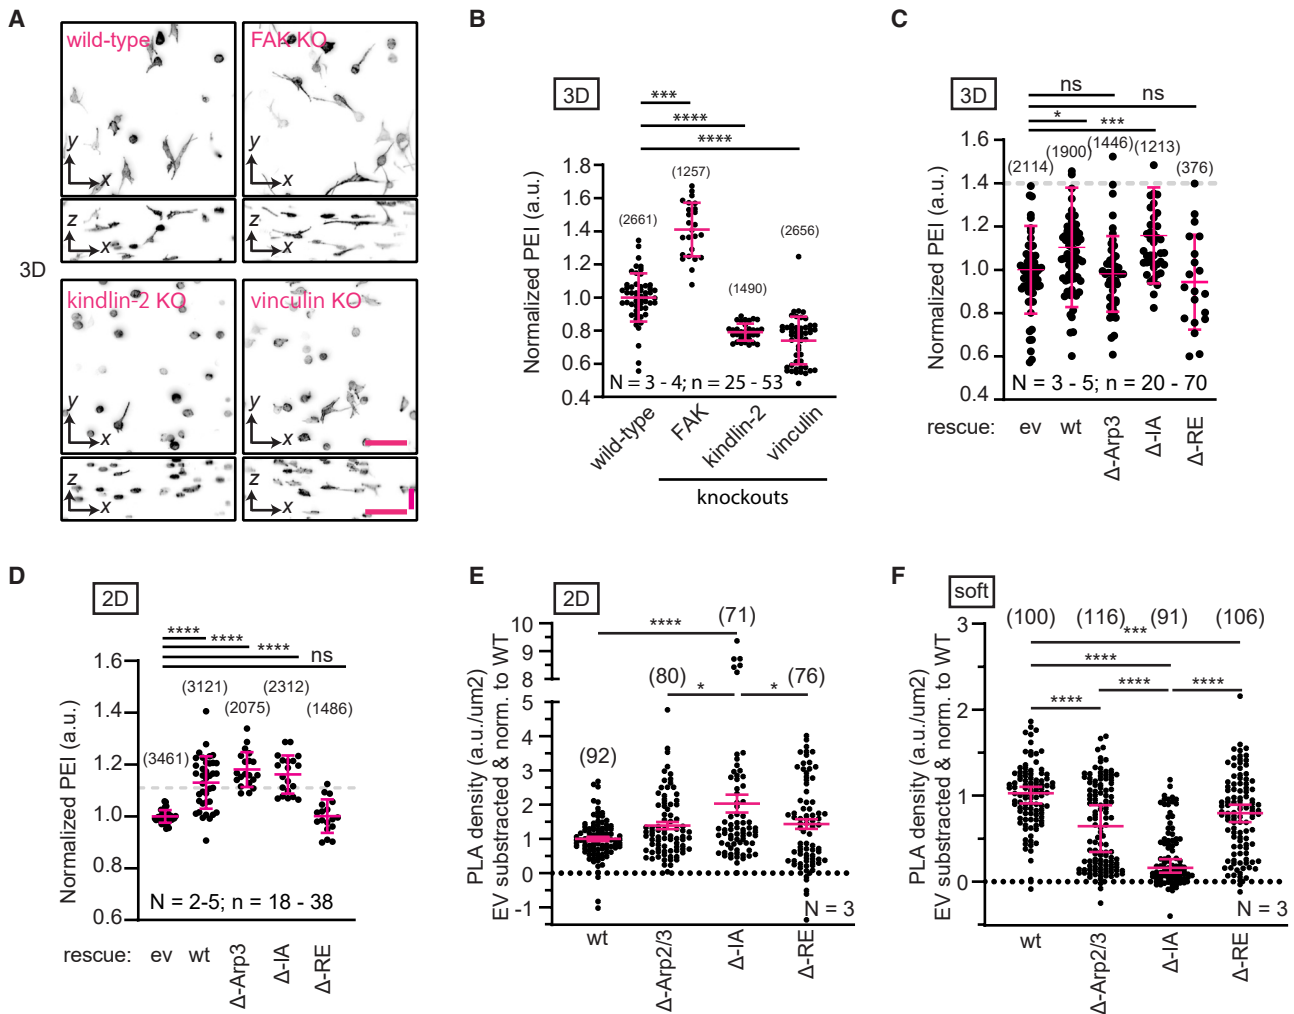 A
3D
wild-type
FAK KO
y
x
y
x
z
x
z
x
kindlin-2 KO
vinculin KO
y
x
y
x
z
x
z
x
B
3D
***
****
****
Normalized PEI (a.u.)
1.8
1.6
1.4
1.2
1.0
0.8
0.6
0.4
(2661)
(1257)
(1490)
(2656)
N = 3 - 4; n = 25 - 53
wild-type
FAK
kindlin-2
vinculin
knockouts
C
3D
ns
ns
*
***
Normalized PEI (a.u.)
1.6
1.4
1.2
1.0
0.8
0.6
0.4
(2114)
(1900)
(1446)
(1213)
(376)
N = 3 - 5; n = 20 - 70
rescue:
ev
wt
Δ-Arp3
Δ-IA
Δ-RE
D
2D
****
****
****
ns
Normalized PEI (a.u.)
1.6
1.4
1.2
1.0
0.8
0.6
(3461)
(3121)
(2075)
(2312)
(1486)
N = 2-5; n = 18 - 38
rescue:
ev
wt
Δ-Arp3
Δ-IA
Δ-RE
E
2D
****
*
*
PLA density (a.u./um2)
EV substracted & norm. to WT
10
9
8
5
4
3
2
1
0
-1
(92)
(80)
(71)
(76)
N = 3
wt
Δ-Arp2/3
Δ-IA
Δ-RE
F
soft
(100)
(116)
(91)
(106)
***
****
****
****
****
PLA density (a.u./um2)
EV substracted & norm. to WT
3
2
1
0
N = 3
wt
Δ-Arp2/3
Δ-IA
Δ-RE